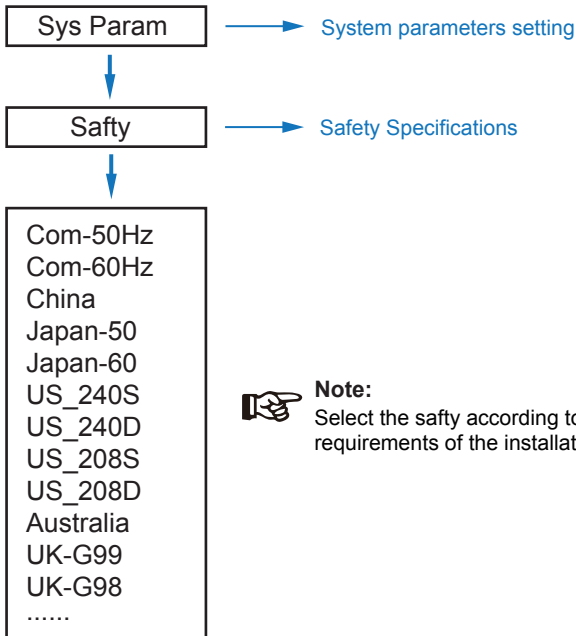 Sys Param
System parameters setting
Safty
Safety Specifications
Com-50Hz
Com-60Hz
China
Japan-50
Japan-60
US_240S
US_240D
US_208S
US_208D
Australia
UK-G99
UK-G98
......
Note:
Select the safty according to
requirements of the